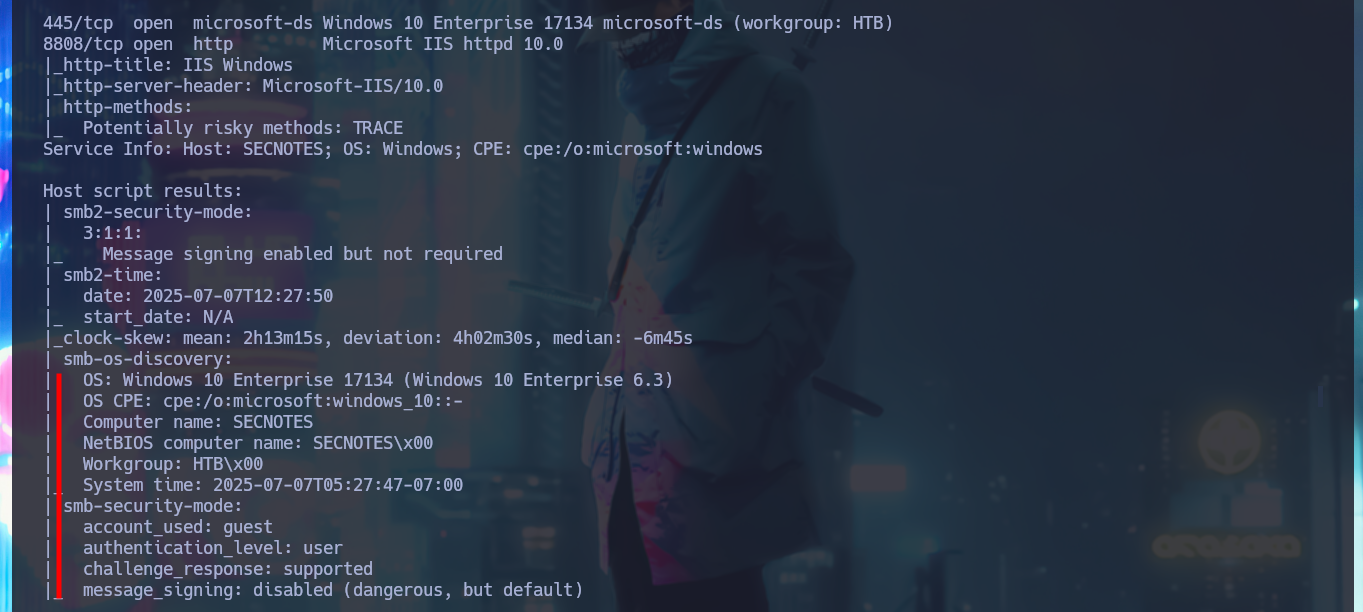 445/tcp  open  microsoft-ds Windows 10 Enterprise 17134 microsoft-ds (workgroup: HTB)
8808/tcp open  http         Microsoft IIS httpd 10.0
|_http-title: IIS Windows
|_http-server-header: Microsoft-IIS/10.0
| http-methods:
|_  Potentially risky methods: TRACE
Service Info: Host: SECNOTES; OS: Windows; CPE: cpe:/o:microsoft:windows

Host script results:
| smb2-security-mode:
|   3:1:1:
|_    Message signing enabled but not required
| smb2-time:
|   date: 2025-07-07T12:27:50
|_  start_date: N/A
|_clock-skew: mean: 2h13m15s, deviation: 4h02m30s, median: -6m45s
| smb-os-discovery:
|   OS: Windows 10 Enterprise 17134 (Windows 10 Enterprise 6.3)
|   OS CPE: cpe:/o:microsoft:windows_10::-
|   Computer name: SECNOTES
|   NetBIOS computer name: SECNOTES\x00
|   Workgroup: HTB\x00
|_  System time: 2025-07-07T05:27:47-07:00
| smb-security-mode:
|   account_used: guest
|   authentication_level: user
|   challenge_response: supported
|_  message_signing: disabled (dangerous, but default)